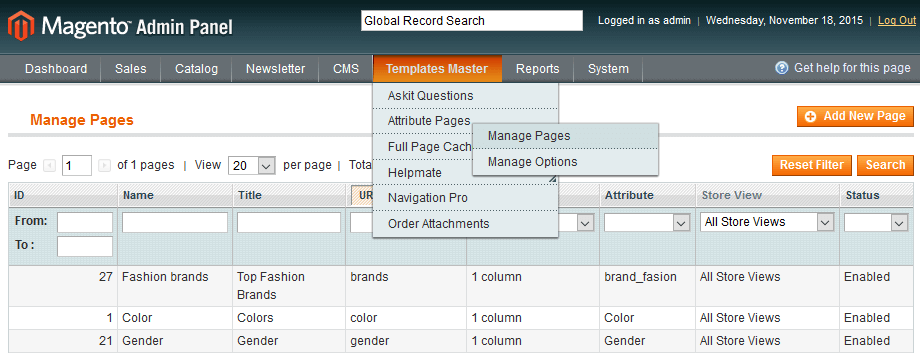 Magento Admin Panel
Global Record Search
Logged in as admin | Wednesday, November 18, 2015 | Log Out
Dashboard Sales Catalog Newsletter CMS Templates Master Reports System Get help for this page
Askit Questions
Attribute Pages
Full Page Cach
Helpmate
Navigation Pro
Order Attachments
Manage Pages
Manage Options
Manage Pages
Add New Page
Page 1 of 1 pages | View 20 per page | Tota
Reset Filter Search
ID Name Title UR Attribute Store View Status
From:
To :
All Store Views
27 Fashion brands Top Fashion Brands brands 1 column brand_fasion All Store Views Enabled
1 Color Colors color 1 column Color All Store Views Enabled
21 Gender Gender gender 1 column Gender All Store Views Enabled